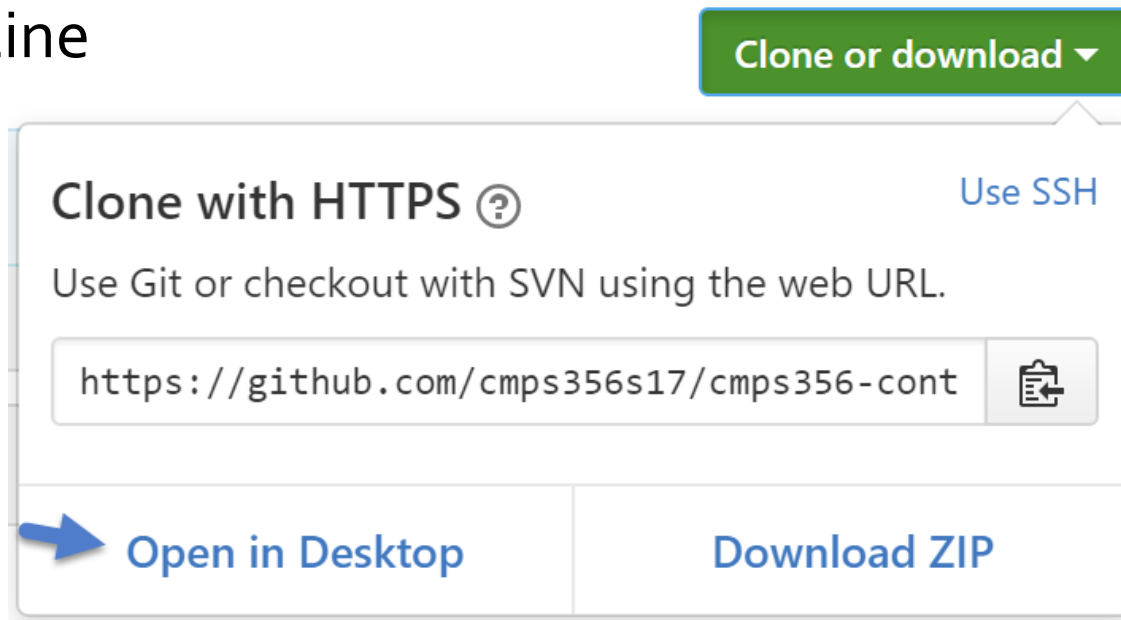 ine
Clone or download
Clone with HTTPS ?
Use SSH
Use Git or checkout with SVN using the web URL.
https://github.com/cmps356s17/cmps356-cont
Open in Desktop
Download ZIP